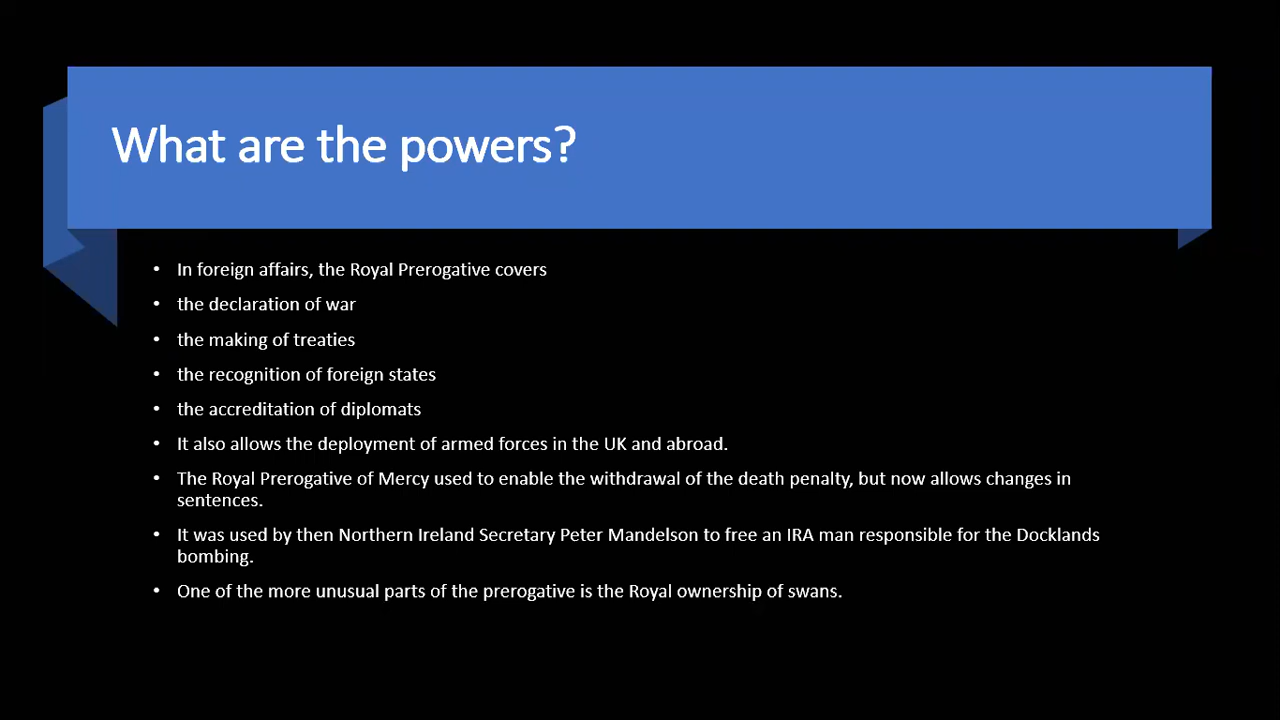 What are the powers?
• In foreign affairs, the Royal Prerogative covers
• the declaration of war
• the making of treaties
• the recognition of foreign states
• the accreditation of diplomats
• It also allows the deployment of armed forces in the UK and abroad.
• The Royal Prerogative of Mercy used to enable the withdrawal of the death penalty, but now allows changes in
sentences.
• It was used by then Northern Ireland Secretary Peter Mandelson to free an IRA man responsible for the Docklands
bombing.
• One of the more unusual parts of the prerogative is the Royal ownership of swans.